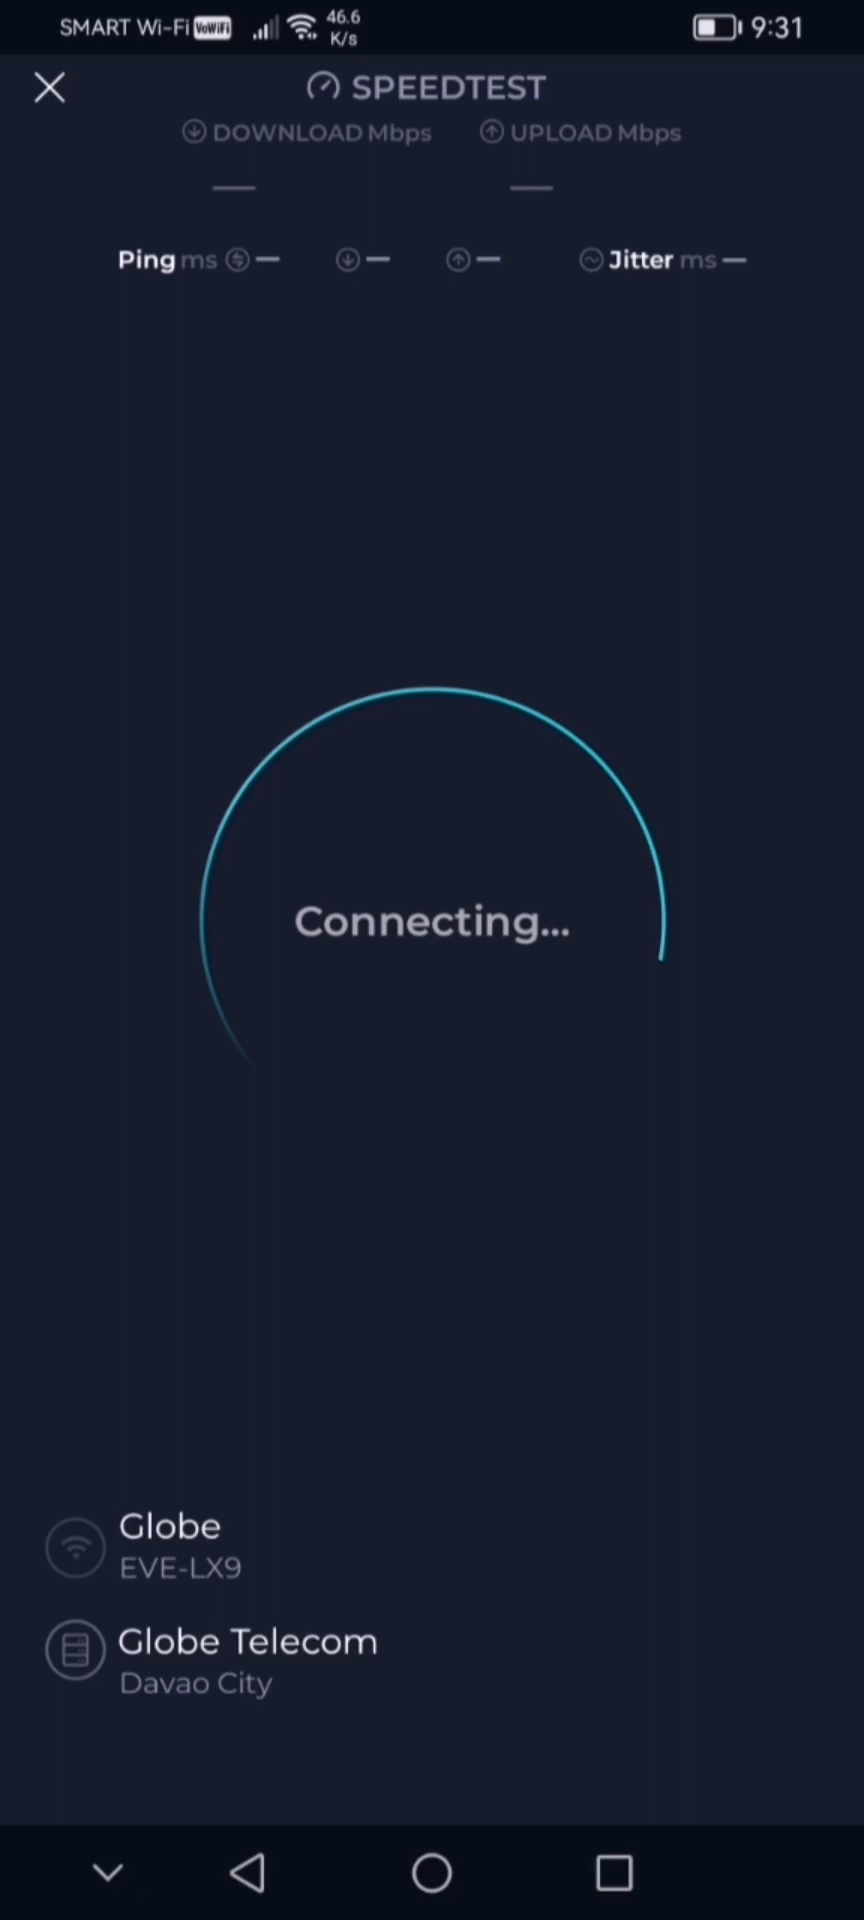 SMART Wi-Fi VoWiFi 46.6 K/s 9:31
SPEEDTEST
DOWNLOAD Mbps UPLOAD Mbps
— —
Ping ms — — — Jitter ms —
Connecting...
Globe
EVE-LX9
Globe Telecom
Davao City